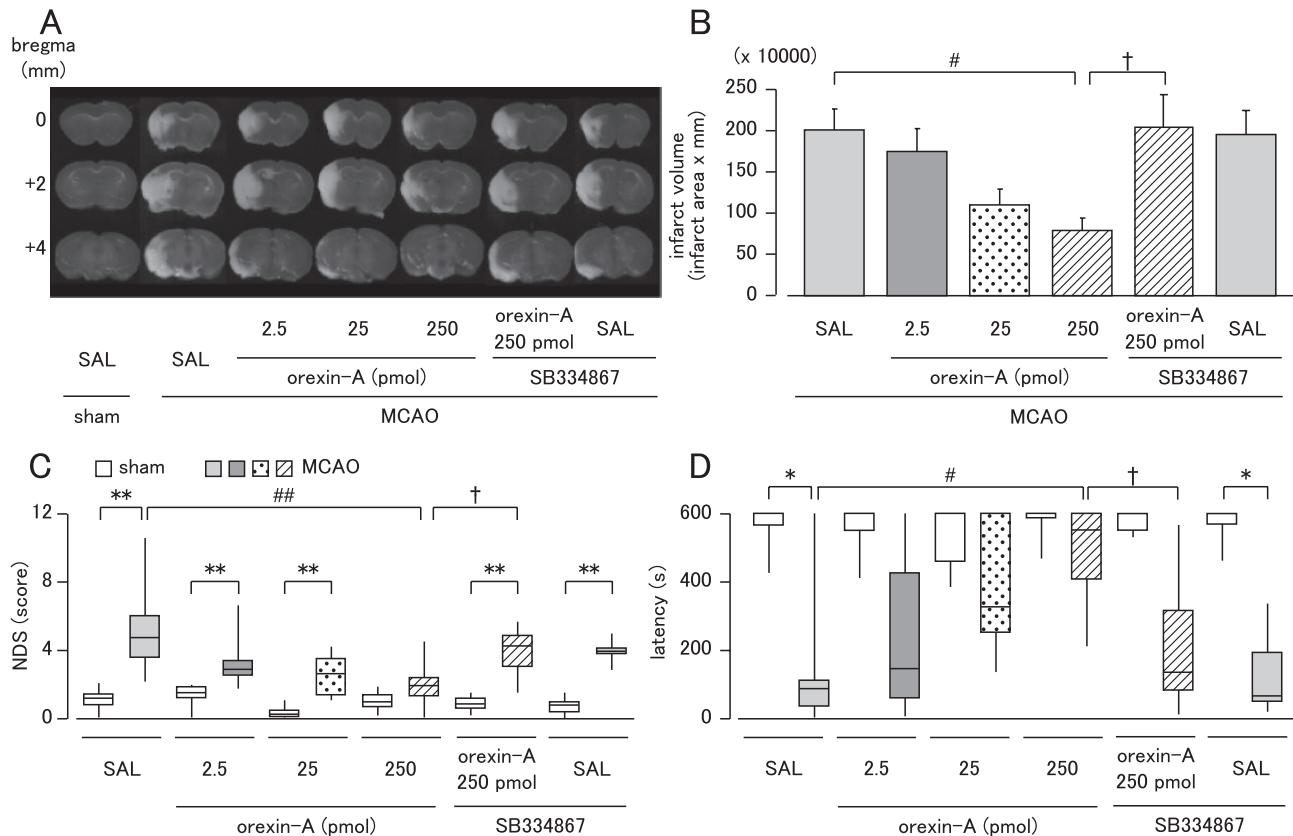 A
bregma
(mm)
0
+2
+4
2.5 25 250 orexin-A 250 pmol SAL
SAL SAL
orexin-A (pmol) SB334867
sham MCAO
B
(x 10000)
# †
250
200
150
100
50
0
infarct volume
(infarct area x mm)
SAL 2.5 25 250 orexin-A 250 pmol SAL
orexin-A (pmol) SB334867
MCAO
C
sham MCAO
** ## †
** ** ** **
12
8
4
0
NDS (score)
SAL 2.5 25 250 orexin-A 250 pmol SAL
orexin-A (pmol) SB334867
D
* # † *
600
400
200
0
latency (s)
SAL 2.5 25 250 orexin-A 250 pmol SAL
orexin-A (pmol) SB334867